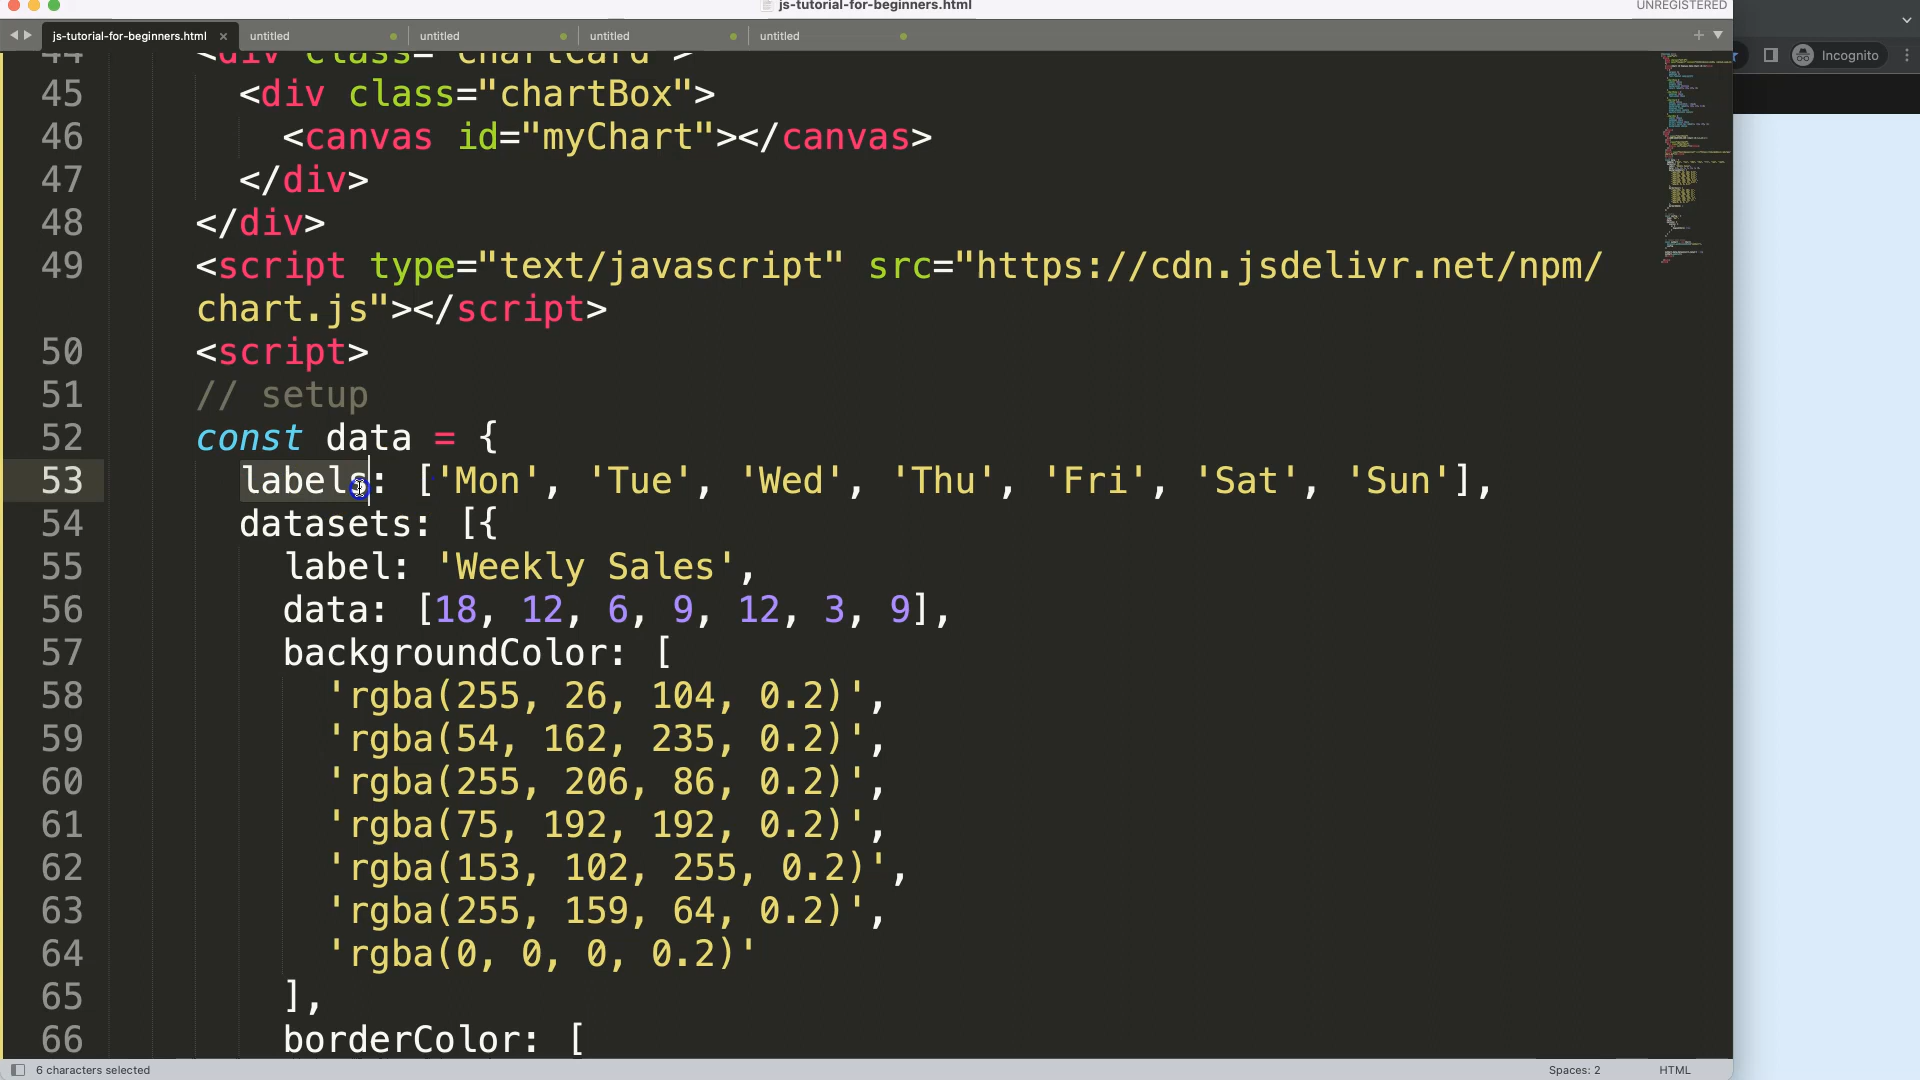 js-tutorial-for-beginners.html
UNREGISTERED
js-tutorial-for-beginners.html × untitled untitled untitled untitled +
Incognito
44 <div class="chartCard">
45 <div class="chartBox">
46 <canvas id="myChart"></canvas>
47 </div>
48 </div>
49 <script type="text/javascript" src="https://cdn.jsdelivr.net/npm/
chart.js"></script>
50 <script>
51 // setup
52 const data = {
53 labels: ['Mon', 'Tue', 'Wed', 'Thu', 'Fri', 'Sat', 'Sun'],
54 datasets: [{
55 label: 'Weekly Sales',
56 data: [18, 12, 6, 9, 12, 3, 9],
57 backgroundColor: [
58 'rgba(255, 26, 104, 0.2)',
59 'rgba(54, 162, 235, 0.2)',
60 'rgba(255, 206, 86, 0.2)',
61 'rgba(75, 192, 192, 0.2)',
62 'rgba(153, 102, 255, 0.2)',
63 'rgba(255, 159, 64, 0.2)',
64 'rgba(0, 0, 0, 0.2)'
65 ],
66 borderColor: [
6 characters selected
Spaces: 2
HTML